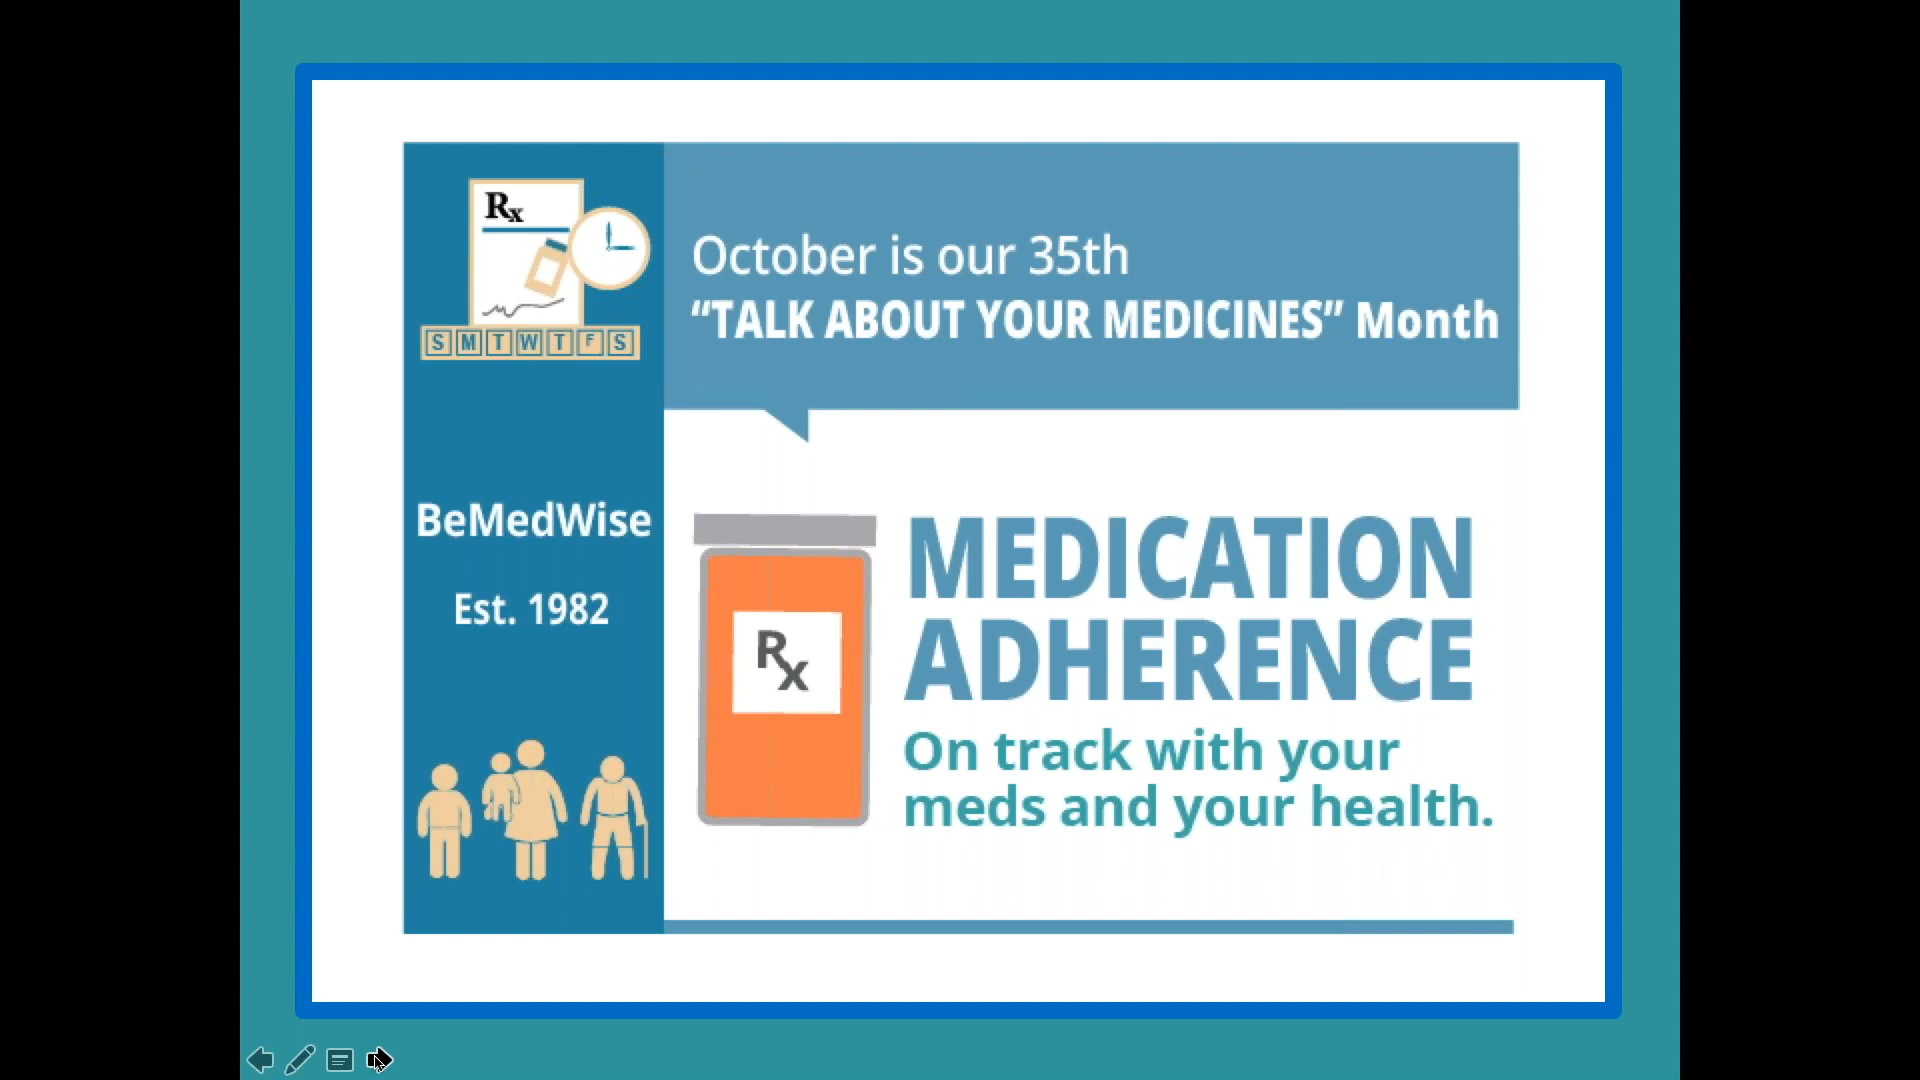 Rx
S M T W T F S
BeMedWise
Est. 1982
October is our 35th
“TALK ABOUT YOUR MEDICINES” Month
Rx
MEDICATION
ADHERENCE
On track with your
meds and your health.